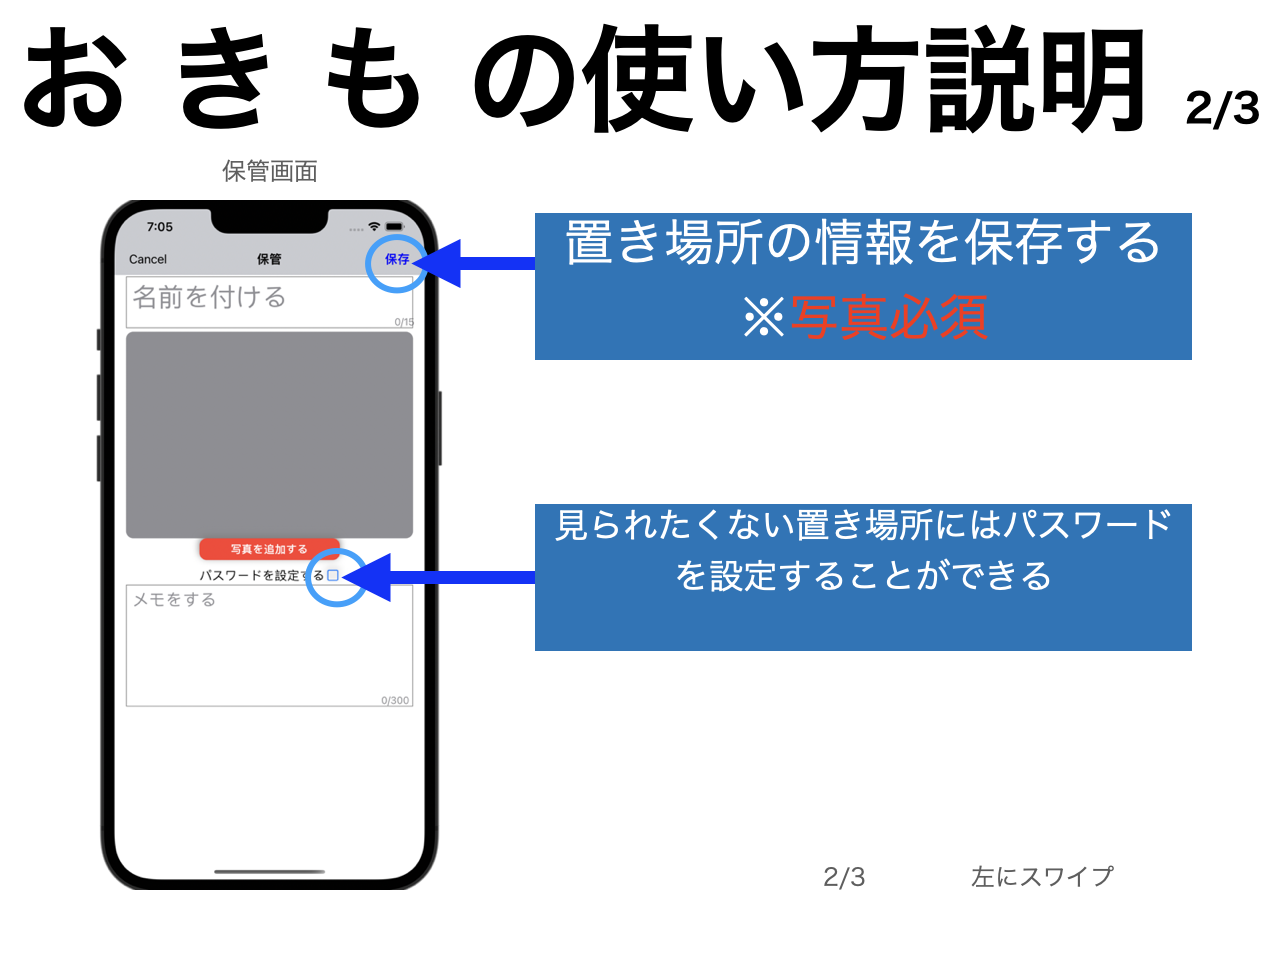 おきもの使い方説明 2/3
保管画面
7:05
Cancel 保管 保存
名前を付ける
0/15
写真を追加する
パスワードを設定する
メモをする
0/300
置き場所の情報を保存する
※写真必須
見られたくない置き場所にはパスワード
を設定することができる
2/3 左にスワイプ